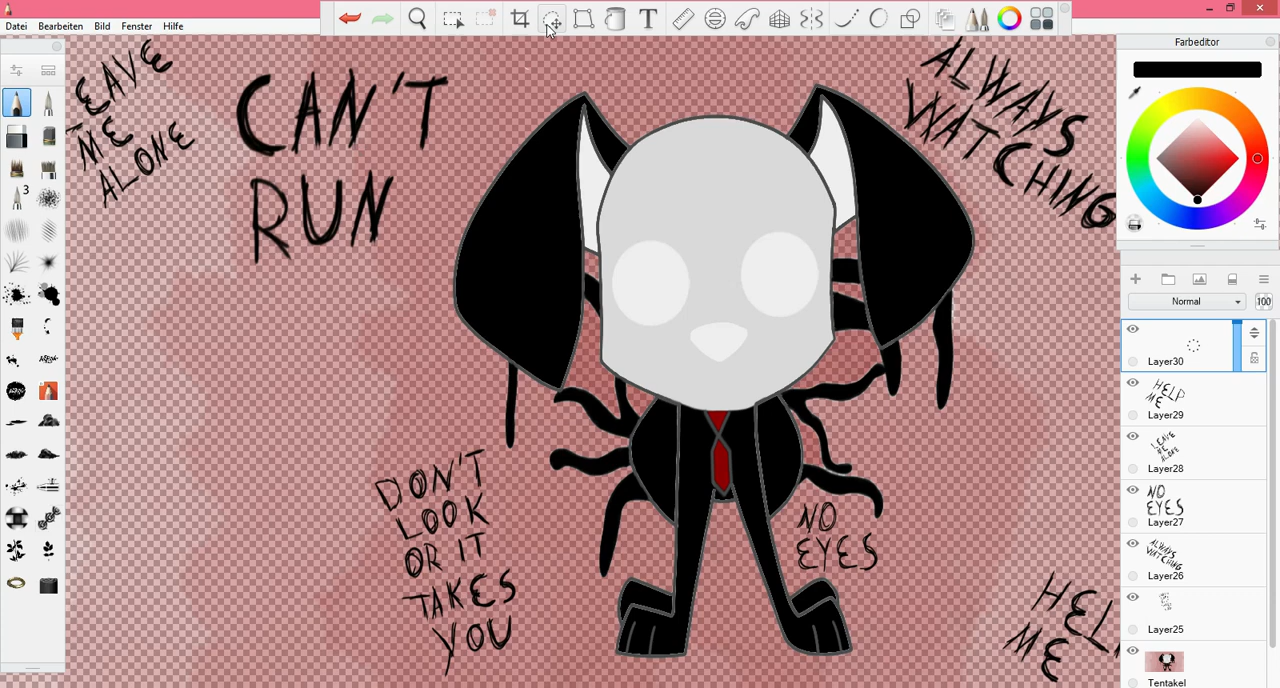 Datei Bearbeiten Bild Fenster Hilfe
T
Farbeditor
3
LEAVE
ME
ALONE
CAN'T
RUN
ALWAYS
WATCHING
DON'T
LOOK
OR IT
TAKES
YOU
NO
EYES
HELP
ME
Normal 100
Layer30
HELP
ME
Layer29
LEAVE
ME
ALONE
Layer28
NO
EYES
Layer27
ALWAYS
WATCHING
Layer26
Layer25
Tentakel